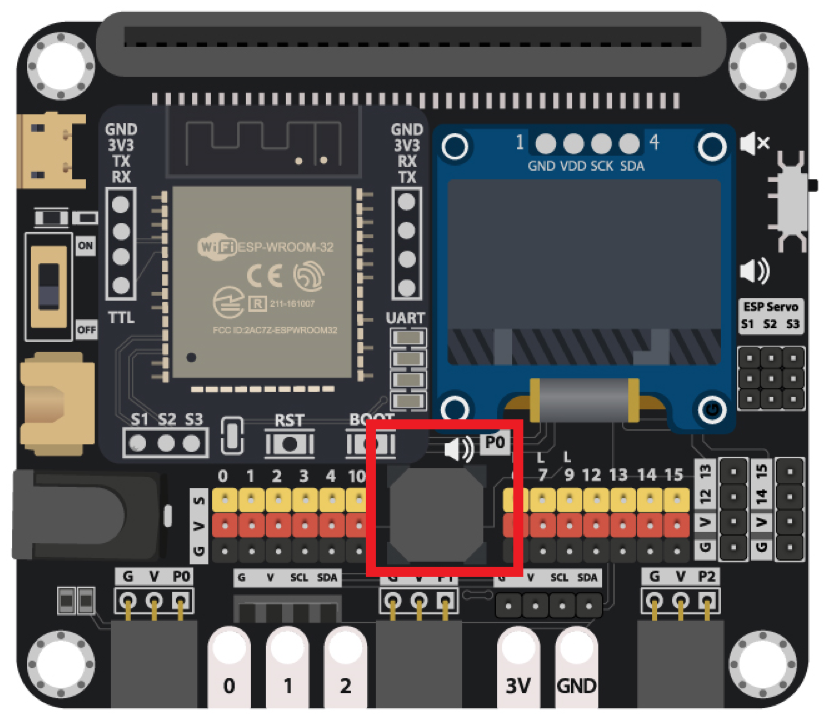 GND
3V3
TX
RX
GND
3V3
RX
TX
1 4
GND VDD SCK SDA
WiFi ESP-WROOM-32
CE
R 211-161007
FCC ID:2AC7Z-ESPWROOM32
ON
OFF
TTL
UART
ESP Servo
S1 S2 S3
S1 S2 S3
RST
BOOT
P0
L L
0 1 2 3 4 10
7 9 12 13 14 15
S
V
G
13
12
V
G
15
14
V
G
G V P0
G V SCL SDA
G V P1
G V SCL SDA
G V P2
0 1 2 3V GND